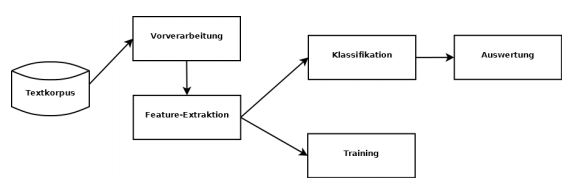 Vorverarbeitung
Textkorpus
Feature-Extraktion
Klassifikation
Auswertung
Training